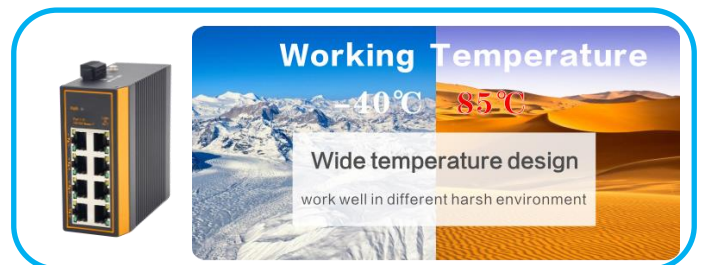 Working Temperature
-40℃ 85℃
Wide temperature design
work well in different harsh environment